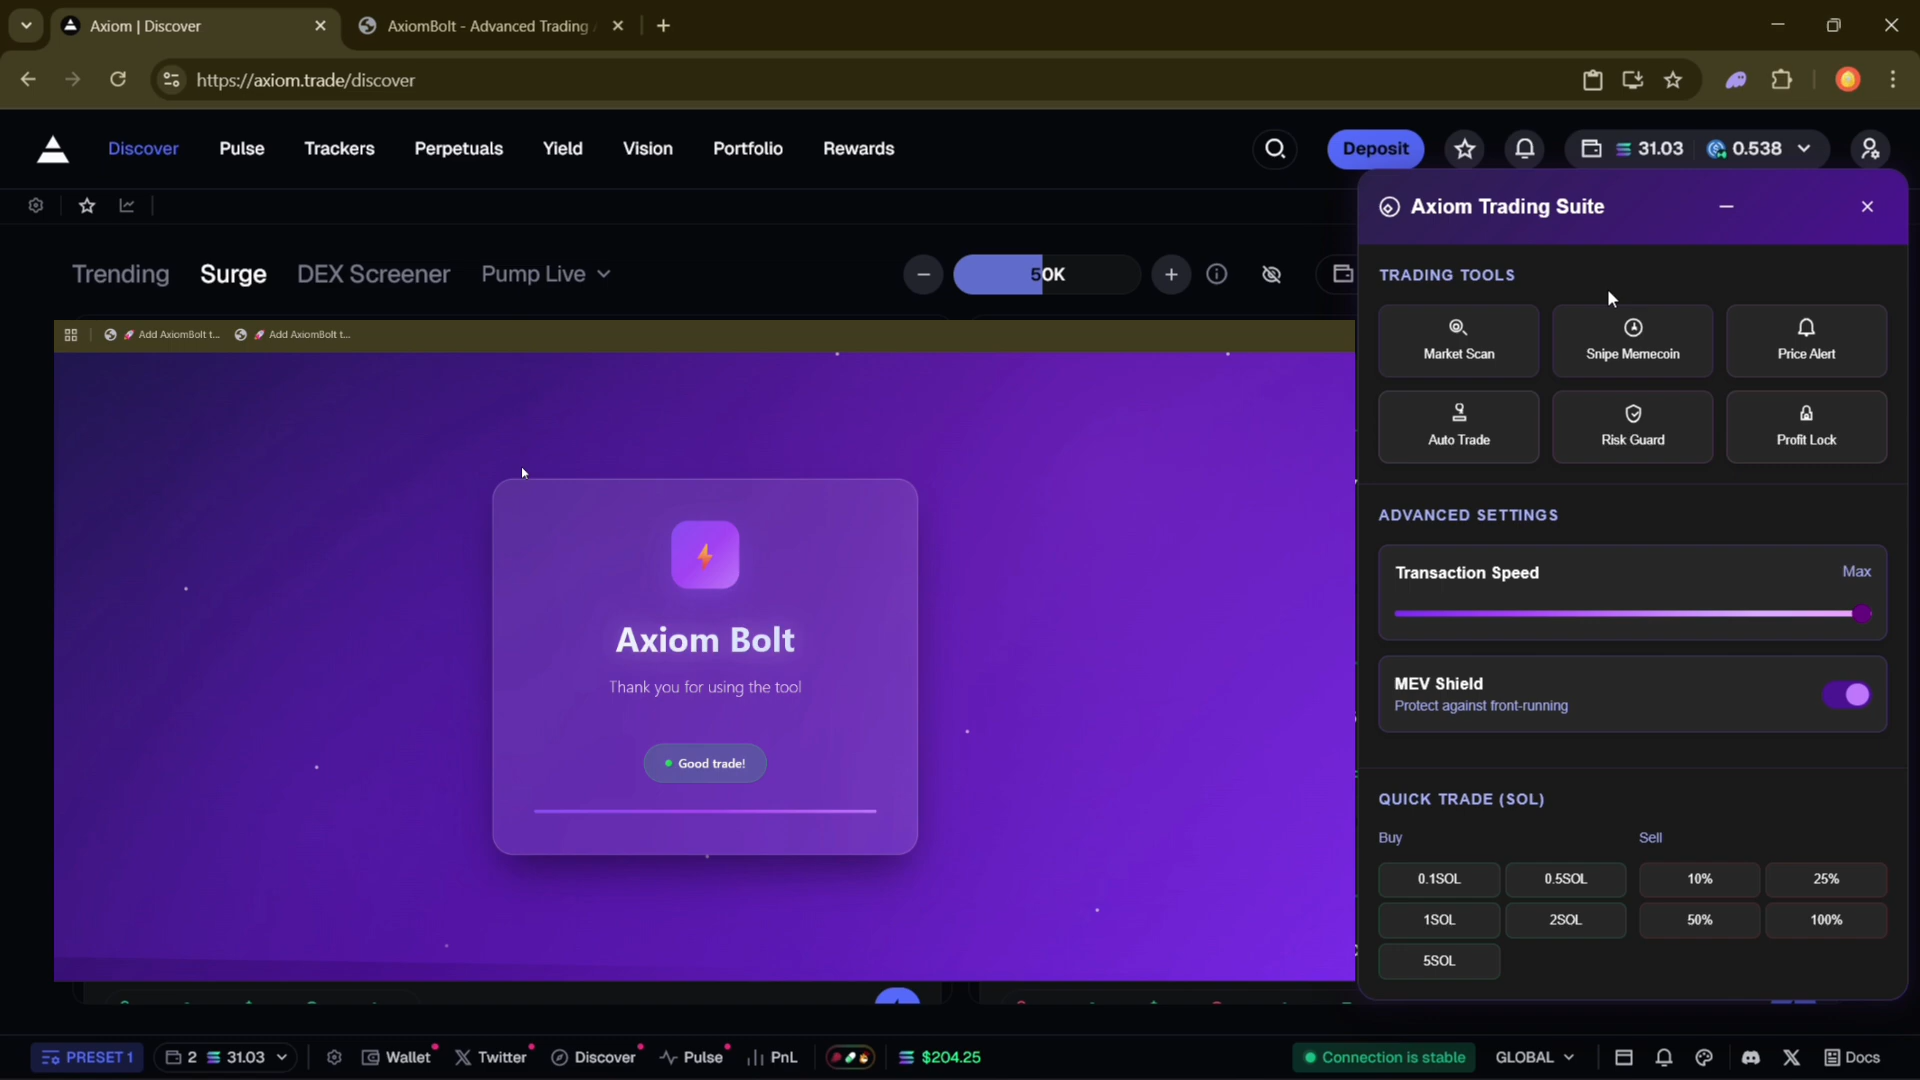 Axiom | Discover
AxiomBolt - Advanced Trading
https://axiom.trade/discover
Discover Pulse Trackers Perpetuals Yield Vision Portfolio Rewards
Deposit 31.03 0.538
Trending Surge DEX Screener Pump Live
50K
Add AxiomBolt t... Add AxiomBolt t...
Axiom Bolt
Thank you for using the tool
Good trade!
Axiom Trading Suite
TRADING TOOLS
Market Scan Snipe Memecoin Price Alert
Auto Trade Risk Guard Profit Lock
ADVANCED SETTINGS
Transaction Speed Max
MEV Shield
Protect against front-running
QUICK TRADE (SOL)
Buy Sell
0.1SOL 0.5SOL 10% 25%
1SOL 2SOL 50% 100%
5SOL
PRESET 1 2 31.03 Wallet Twitter Discover Pulse PnL $204.25 Connection is stable GLOBAL Docs